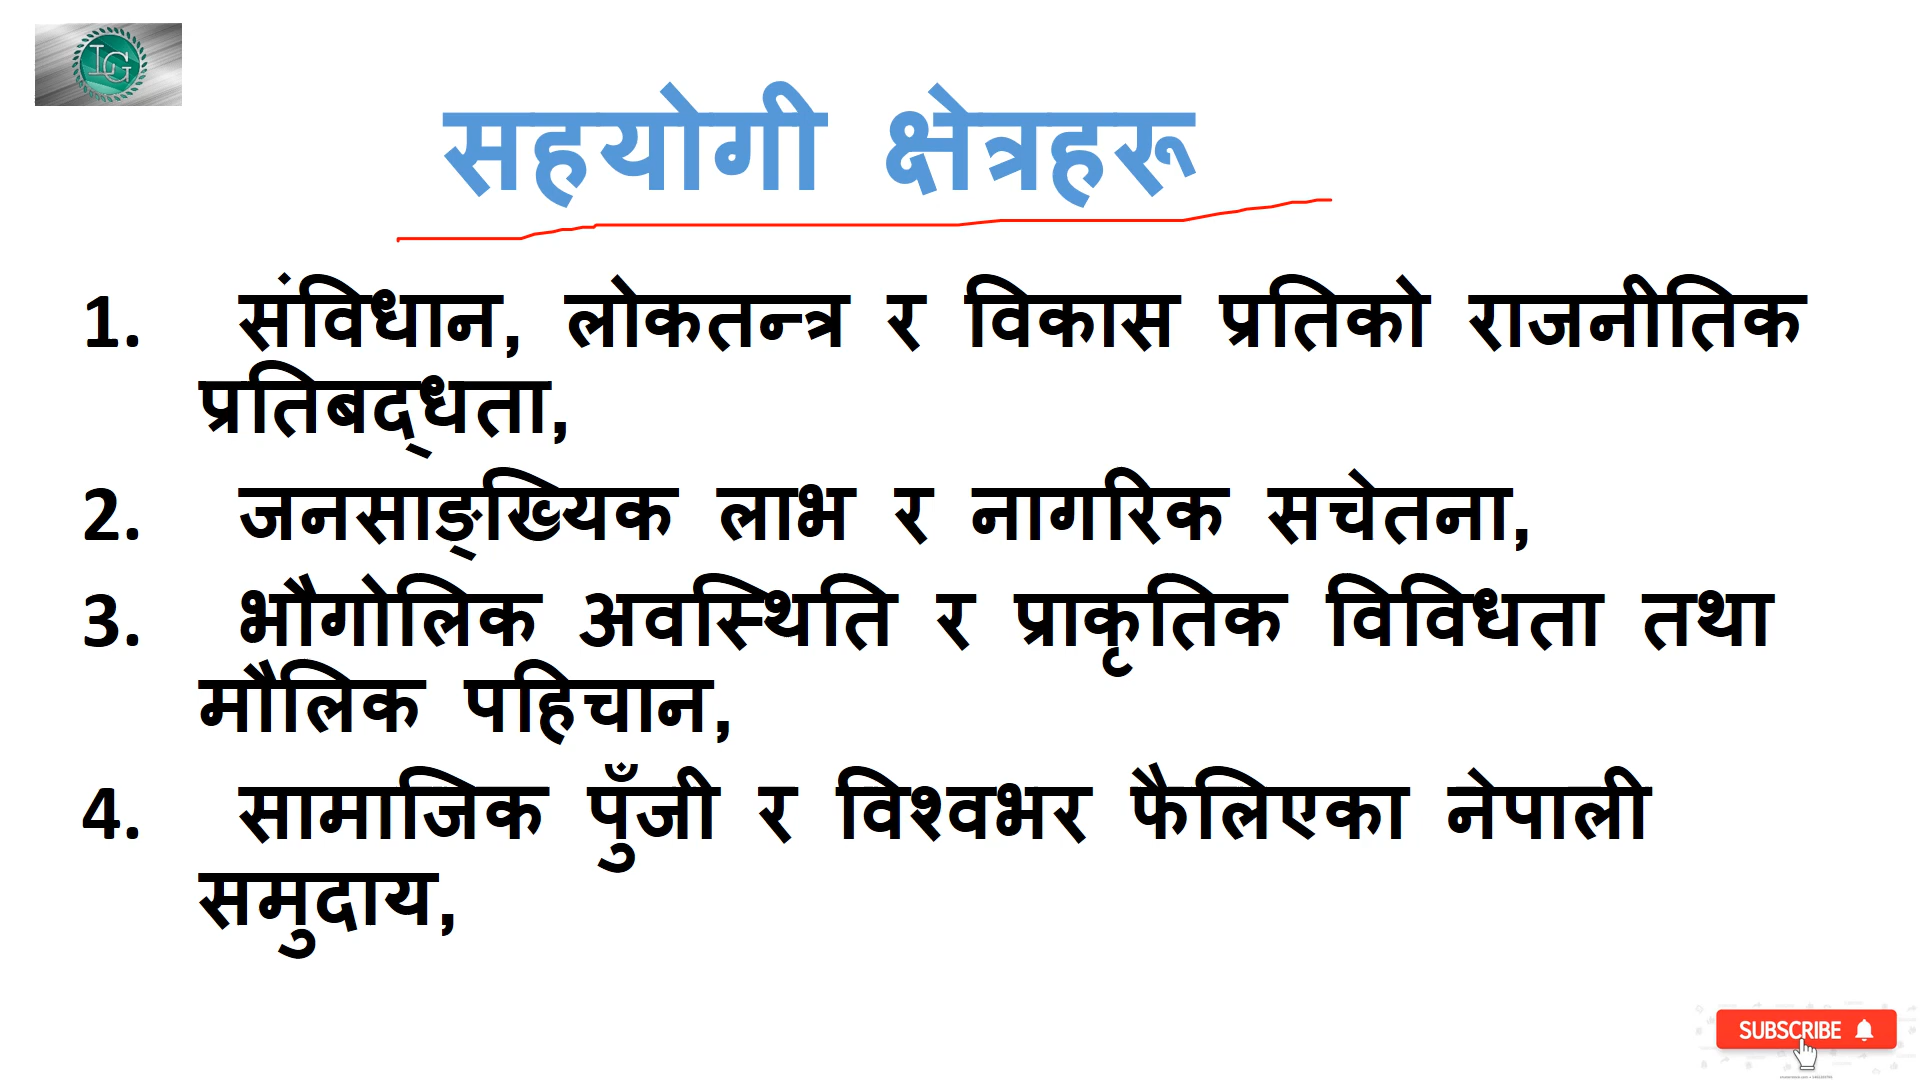 LG
सहयोगी क्षेत्रहरू
1. संविधान, लोकतन्त्र र विकास प्रतिको राजनीतिक
प्रतिबद्धता,
2. जनसाङ्ख्यिक लाभ र नागरिक सचेतना,
3. भौगोलिक अवस्थिति र प्राकृतिक विविधता तथा
मौलिक पहिचान,
4. सामाजिक पुँजी र विश्वभर फैलिएका नेपाली
समुदाय,
SUBSCRIBE